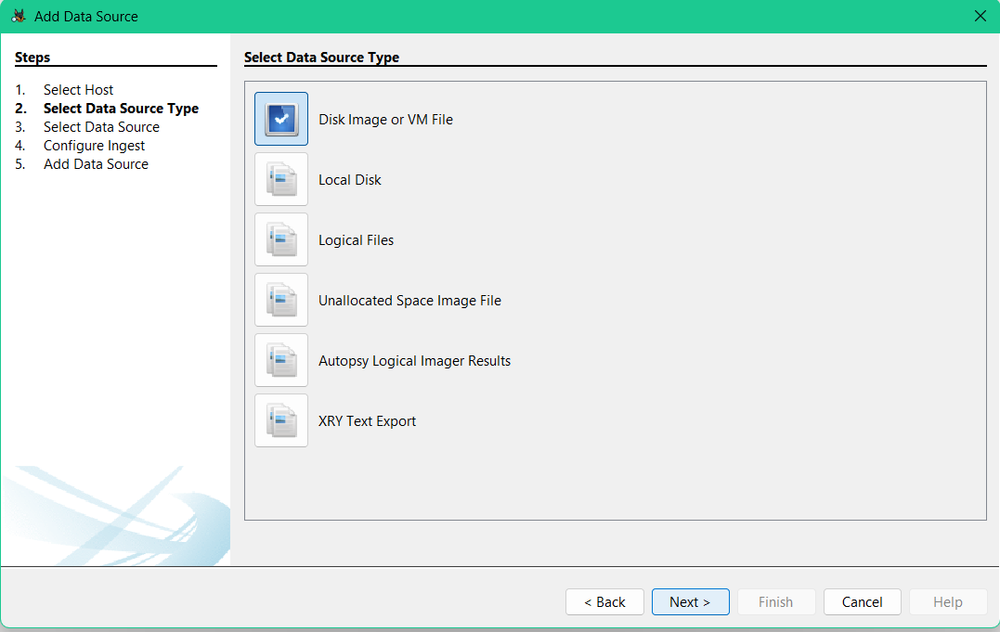 Add Data Source
Steps
1. Select Host
2. Select Data Source Type
3. Select Data Source
4. Configure Ingest
5. Add Data Source
Select Data Source Type
Disk Image or VM File
Local Disk
Logical Files
Unallocated Space Image File
Autopsy Logical Imager Results
XRY Text Export
< Back Next > Finish Cancel Help